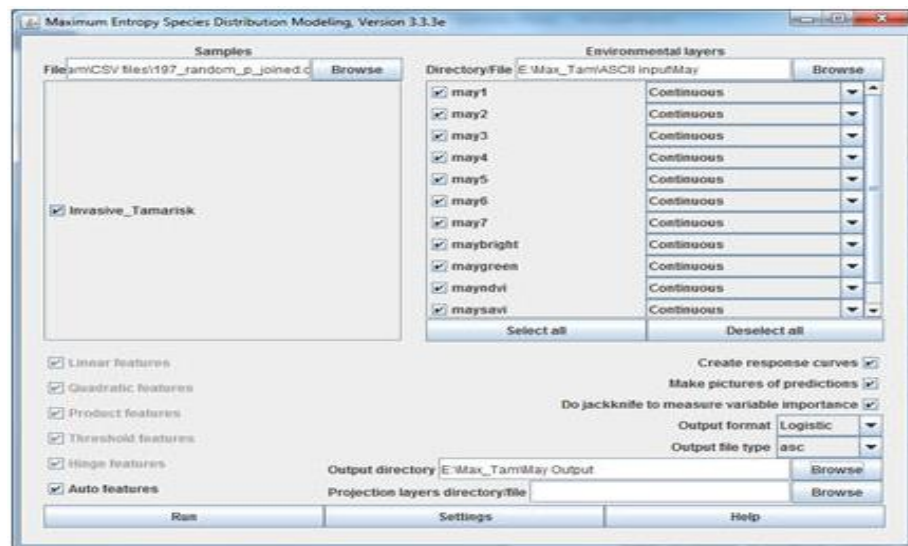 Maximum Entropy Species Distribution Modeling, Version 3.3.3e
Samples
Environmental layers
File am\CSV files\197_random_p_joined.c Browse
Directory/File E:\Max_Tam\ASCII input\May Browse
may1 Continuous
may2 Continuous
may3 Continuous
may4 Continuous
may5 Continuous
may6 Continuous
may7 Continuous
maybright Continuous
maygreen Continuous
mayndvi Continuous
maysavi Continuous
Invasive_Tamarisk
Select all Deselect all
Linear features
Quadratic features
Product features
Threshold features
Hinge features
Auto features
Create response curves
Make pictures of predictions
Do jackknife to measure variable importance
Output format Logistic
Output file type asc
Output directory E:\Max_Tam\May Output Browse
Projection layers directory/file Browse
Run Settings Help